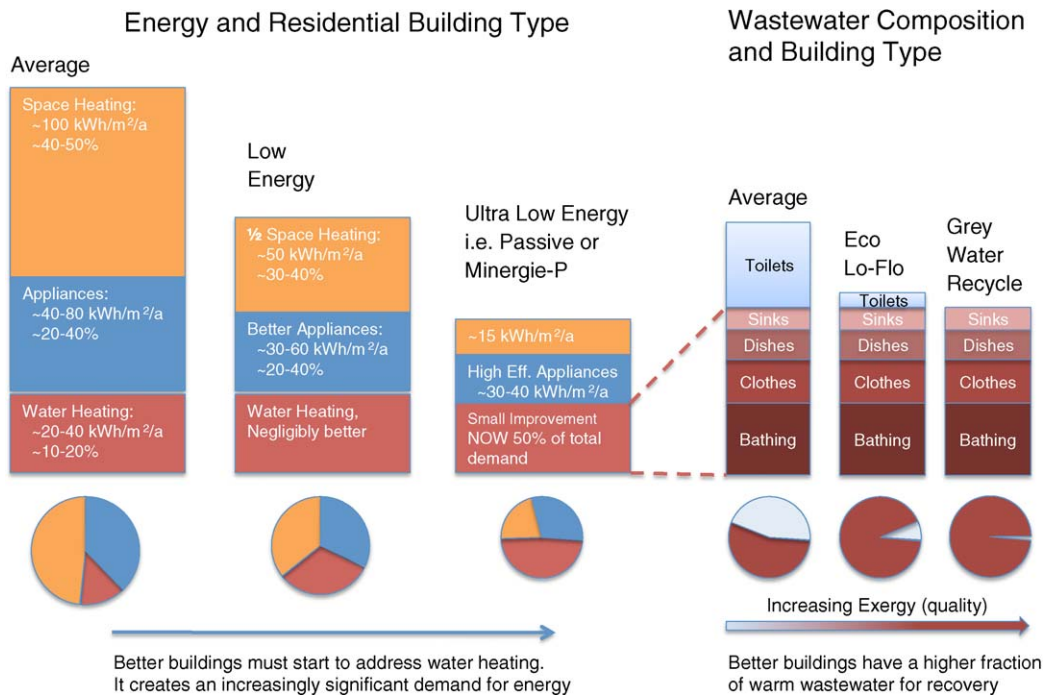 Energy and Residential Building Type
Average
Space Heating:
~100 kWh/m²/a
~40-50%
Appliances:
~40-80 kWh/m²/a
~20-40%
Water Heating:
~20-40 kWh/m²/a
~10-20%
Low
Energy
½ Space Heating:
~50 kWh/m²/a
~30-40%
Better Appliances:
~30-60 kWh/m²/a
~20-40%
Water Heating,
Negligibly better
Ultra Low Energy
i.e. Passive or
Minergie-P
~15 kWh/m²/a
High Eff. Appliances
~30-40 kWh/m²/a
Small Improvement
NOW 50% of total
demand
Better buildings must start to address water heating.
It creates an increasingly significant demand for energy
Wastewater Composition
and Building Type
Average
Toilets
Sinks
Dishes
Clothes
Bathing
Eco
Lo-Flo
Toilets
Sinks
Dishes
Clothes
Bathing
Grey
Water
Recycle
Sinks
Dishes
Clothes
Bathing
Increasing Exergy (quality)
Better buildings have a higher fraction
of warm wastewater for recovery